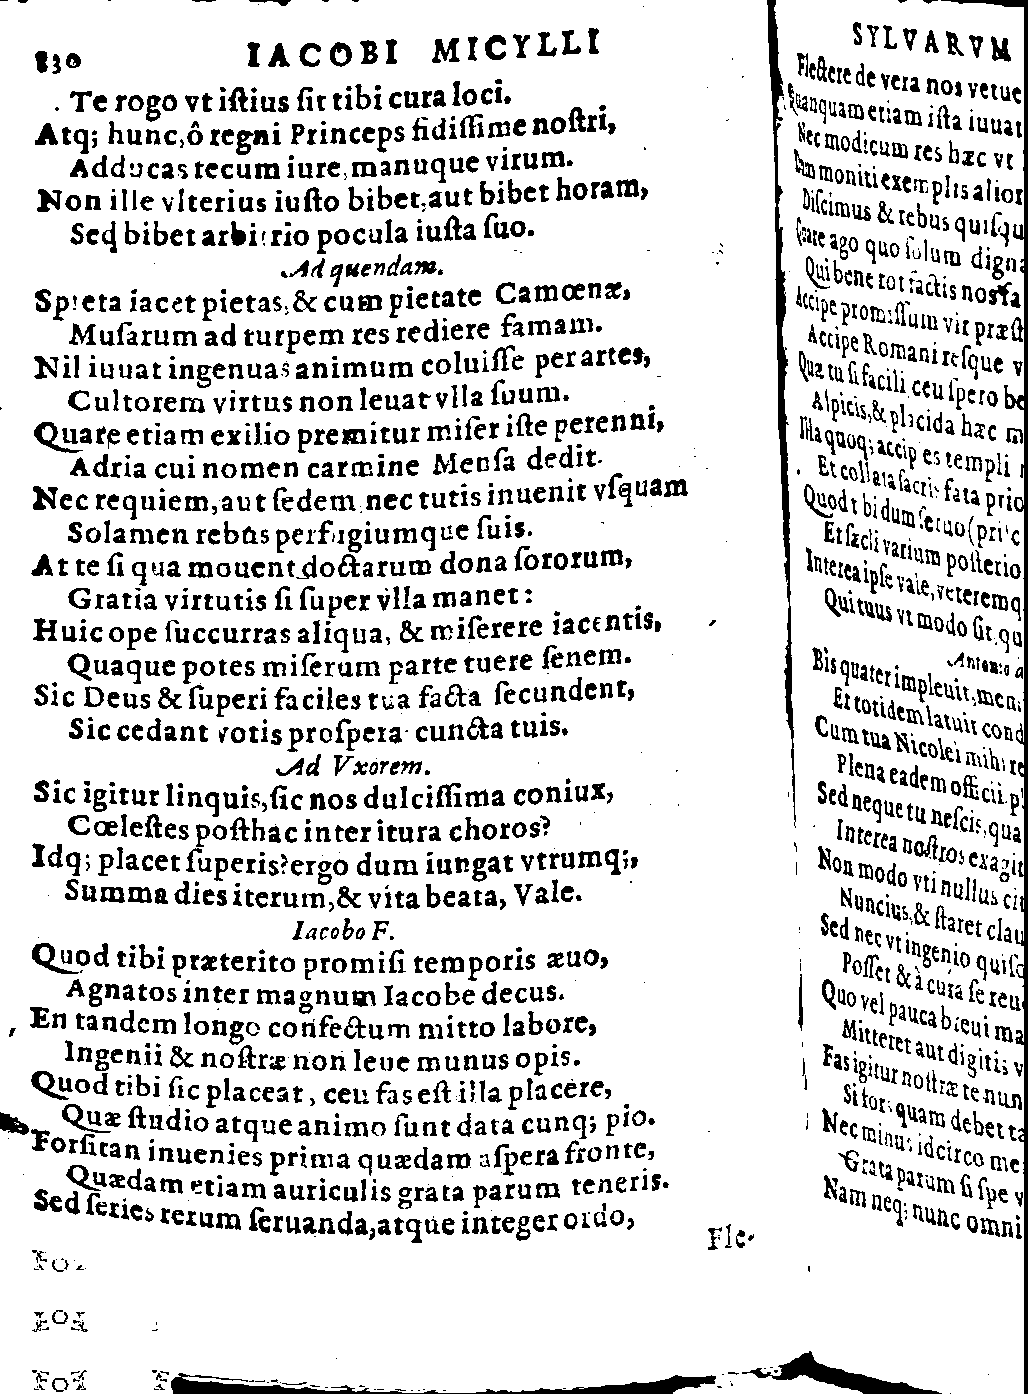 830 IACOBI MICYLLI
Te rogo vt iſtius ſit tibi cura loci.
Atq; hunc, ô regni Princeps fidiſſime noſtri,
Adducas tecum iure, manuque virum.
Non ille vlterius iuſto bibet, aut bibet horam,
Sed bibet arbitrio pocula iuſta ſuo.
Ad quendam.
Spreta iacet pietas, & cum pietate Camœnæ,
Muſarum ad turpem res rediere famam.
Nil iuuat ingenuas animum coluiſſe per artes,
Cultorem virtus non leuat vlla ſuum.
Quare etiam exilio premitur miſer iſte perenni,
Adria cui nomen carmine Menſa dedit.
Nec requiem, aut ſedem nec tutis inuenit vſquam
Solamen rebus perfugiumque ſuis.
At te ſi qua mouent doctarum dona ſororum,
Gratia virtutis ſi ſuper vlla manet:
Huic ope ſuccurras aliqua, & miſerere iacentis,
Quaque potes miſerum parte tuere ſenem.
Sic Deus & ſuperi faciles tua facta ſecundent,
Sic cedant votis proſpera cuncta tuis.
Ad Vxorem.
Sic igitur linquis, ſic nos dulciſſima coniux,
Cœleſtes poſthac inter itura choros?
Idq; placet ſuperis? ergo dum iungat vtrumq;,
Summa dies iterum, & vita beata, Vale.
Iacobo F.
Quod tibi præterito promiſi temporis æuo,
Agnatos inter magnum Iacobe decus.
En tandem longo confectum mitto labore,
Ingenii & noſtræ non leue munus opis.
Quod tibi ſic placeat, ceu fas eſt illa placere,
Quæ ſtudio atque animo ſunt data cunq; pio.
Forſitan inuenies prima quædam aſpera fronte,
Quædam etiam auriculis grata parum teneris.
Sed ſeries rerum ſeruanda, atque integer ordo,
Fle-
SYLVARVM
Flectere de vera nos vetue
Quanquam etiam iſta iuuat
Nec modicum res hæc vt
moniti exemplis alior
Diſcimus & rebus quiſqu
Quare ago quo ſolum digna
Qui bene tot factis noſtra
Accipe promiſſum vir præſt
Accipe Romani reſque v
Quæ tu ſi facili ceu ſpero be
Aſpicis, & placida hæc m
Illa quoq; accipies templi
Et collata ſacris fata prio
Quod tibi dum ſeruo (pri
Et facli varium poſterio
Interea ipſe vale, veteremq
Qui tuus vt modo ſit, qu
Antonio
Bis quater impleuit, men
Et totidem latuit cond
Cum tua Nicolei mihi re
Plena eadem officii pl
Sed neque tu neſcis, qua
Interea noſtros exagit
Non modo vti nullus cit
Nuncius, & ſtaret clau
Sed nec vt ingenio quiſq
Poſſet & à cura ſe reu
Quo vel pauca breui ma
Mitteret aut digitis v
Fas igitur noſtræ te nun
Si fors quam debet ta
Nec minus idcirco me
Grata parum ſi ſpe v
Nam neq; nunc omni